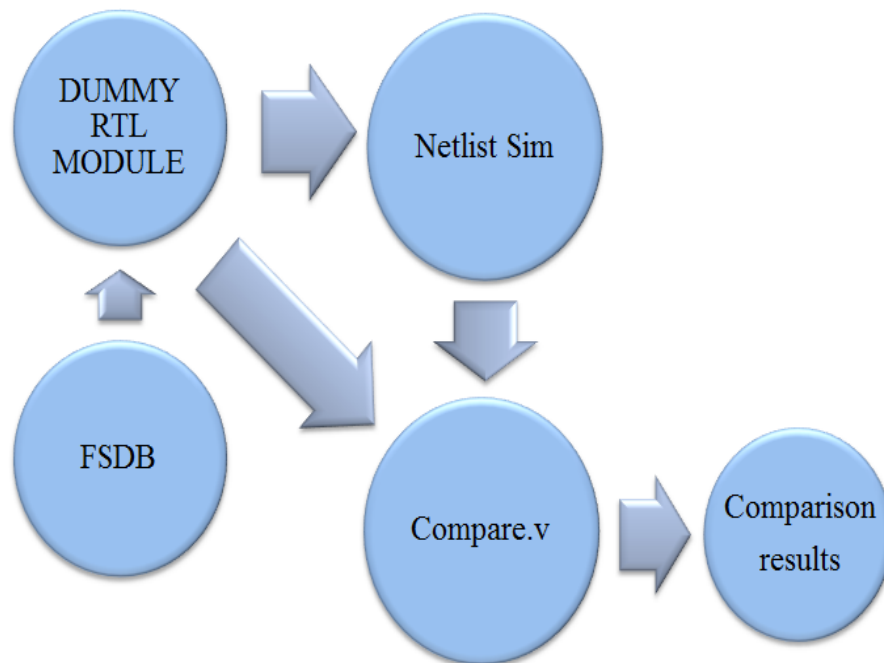 DUMMY
RTL
MODULE
Netlist Sim
FSDB
Compare.v
Comparison
results